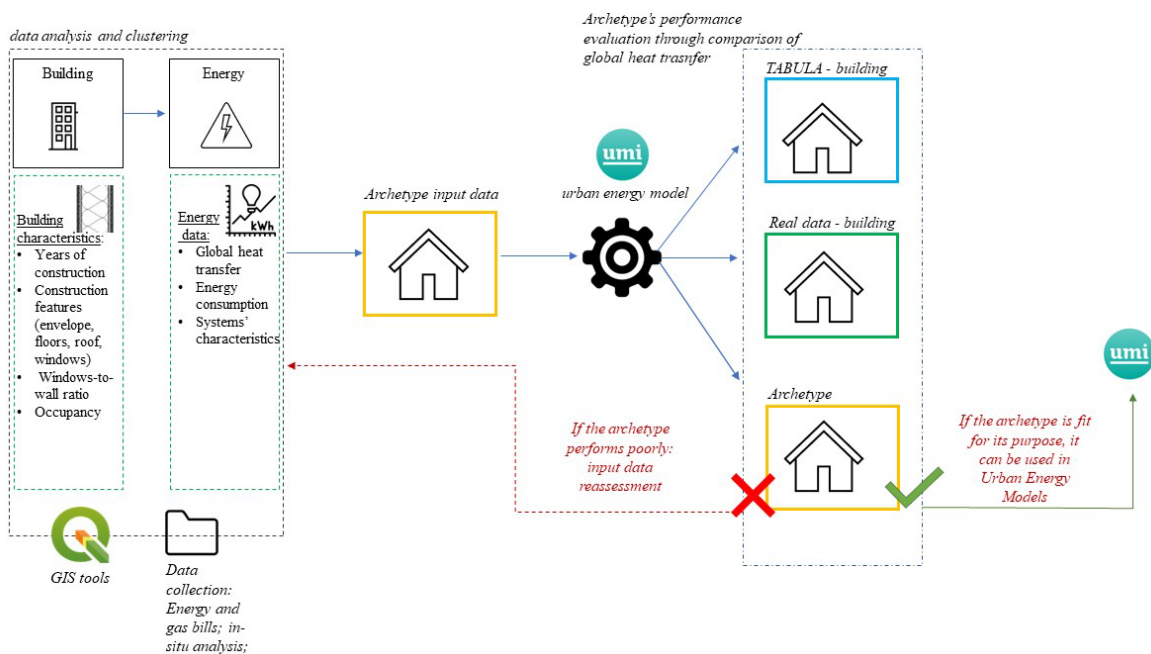 data analysis and clustering
Building
Energy
Building
characteristics:
• Years of
construction
• Construction
features
(envelope,
floors, roof,
windows)
• Windows-to-
wall ratio
• Occupancy
kWh
Energy
data:
• Global heat
transfer
• Energy
consumption
• Systems'
characteristics
GIS tools
Data
collection:
Energy and
gas bills; in-
situ analysis;
Archetype input data
umi
urban energy model
Archetype's performance
evaluation through comparison of
global heat trasnfer
TABULA - building
Real data - building
Archetype
If the archetype
performs poorly:
input data
reassessment
If the archetype is fit
for its purpose, it
can be used in
Urban Energy
Models
umi